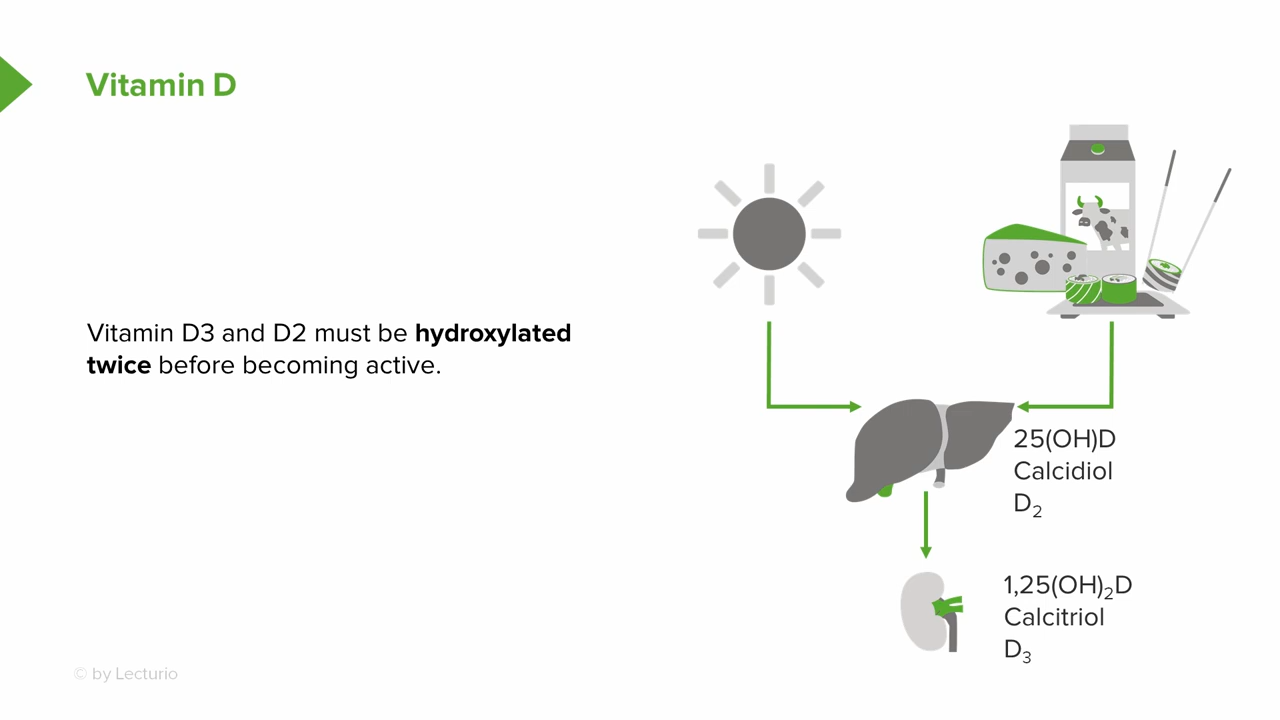 Vitamin D
Vitamin D3 and D2 must be hydroxylated
twice before becoming active.
25(OH)D
Calcidiol
D₂
1,25(OH)₂D
Calcitriol
D₃
© by Lecturio